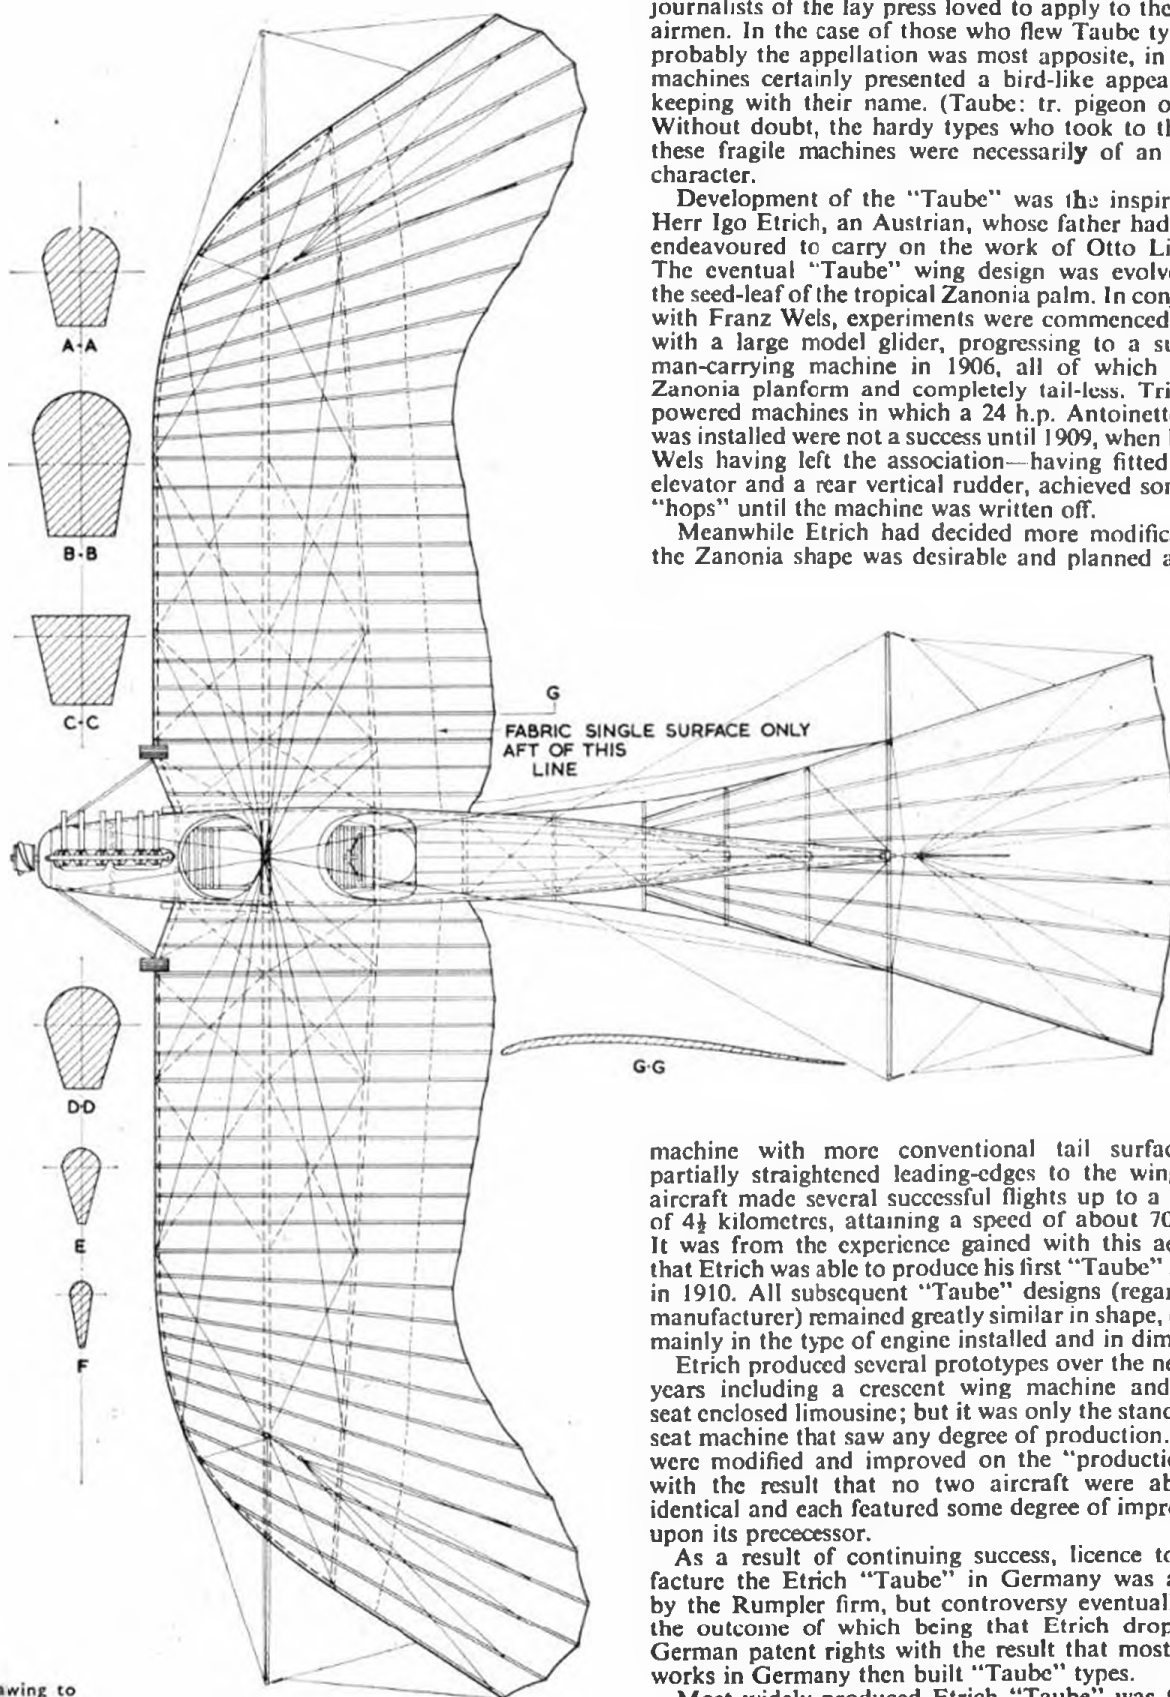 journalists of the lay press loved to apply to the
airmen. In the case of those who flew Taube ty
probably the appellation was most apposite, in
machines certainly presented a bird-like appea
keeping with their name. (Taube: tr. pigeon o
Without doubt, the hardy types who took to th
these fragile machines were necessarily of an
character.
Development of the "Taube" was the inspir
Herr Igo Etrich, an Austrian, whose father had
endeavoured to carry on the work of Otto Li
The eventual "Taube" wing design was evolv
the seed-leaf of the tropical Zanonia palm. In con
with Franz Wels, experiments were commenced
with a large model glider, progressing to a su
man-carrying machine in 1906, all of which
Zanonia planform and completely tail-less. Tri
powered machines in which a 24 h.p. Antoinett
was installed were not a success until 1909, when
Wels having left the association—having fitted
elevator and a rear vertical rudder, achieved sor
"hops" until the machine was written off.
Meanwhile Etrich had decided more modific
the Zanonia shape was desirable and planned a
A·A
B·B
C·C
G
FABRIC SINGLE SURFACE ONLY
AFT OF THIS
LINE
G·G
D·D
E
F
machine with more conventional tail surfac
partially straightened leading-edges to the wing
aircraft made several successful flights up to a
of 4½ kilometres, attaining a speed of about 70
It was from the experience gained with this ae
that Etrich was able to produce his first "Taube"
in 1910. All subsequent "Taube" designs (regar
manufacturer) remained greatly similar in shape,
mainly in the type of engine installed and in dim
Etrich produced several prototypes over the ne
years including a crescent wing machine and
seat enclosed limousine; but it was only the stand
seat machine that saw any degree of production.
were modified and improved on the "productio
with the result that no two aircraft were ab
identical and each featured some degree of impr
upon its prececessor.
As a result of continuing success, licence to
facture the Etrich "Taube" in Germany was a
by the Rumpler firm, but controversy eventuall
the outcome of which being that Etrich drop
German patent rights with the result that most
works in Germany then built "Taube" types.
Most widely produced Etrich "Taube" was
awing to